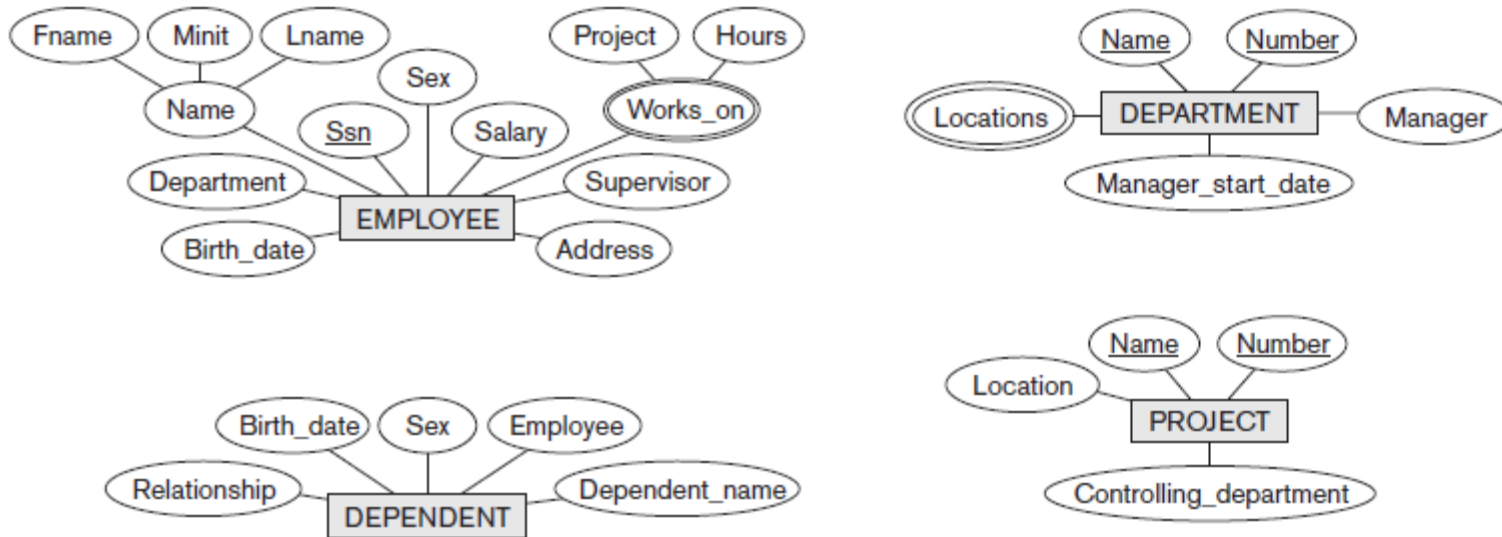 Fname
Minit
Lname
Name
Sex
Ssn
Salary
Project
Hours
Works_on
Department
Supervisor
EMPLOYEE
Birth_date
Address
Name
Number
Locations
DEPARTMENT
Manager
Manager_start_date
Birth_date
Sex
Employee
Relationship
Dependent_name
DEPENDENT
Name
Number
Location
PROJECT
Controlling_department